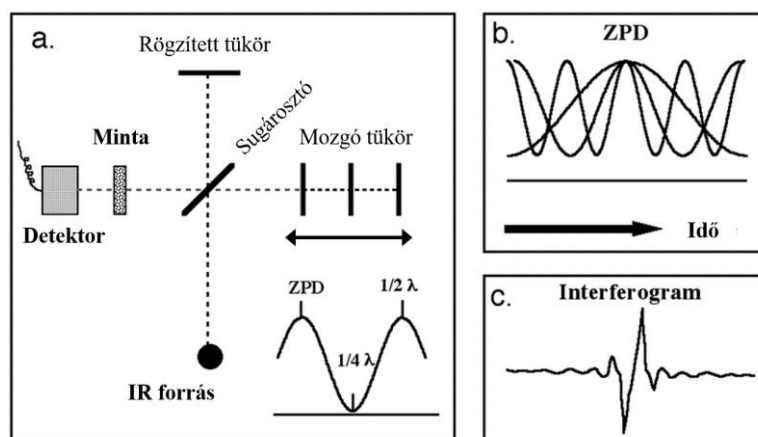 a.
Rögzített tükör
Sugárosztó
Minta
Mozgó tükör
Detektor
ZPD
1/2 λ
1/4 λ
IR forrás
b.
ZPD
Idő
c.
Interferogram